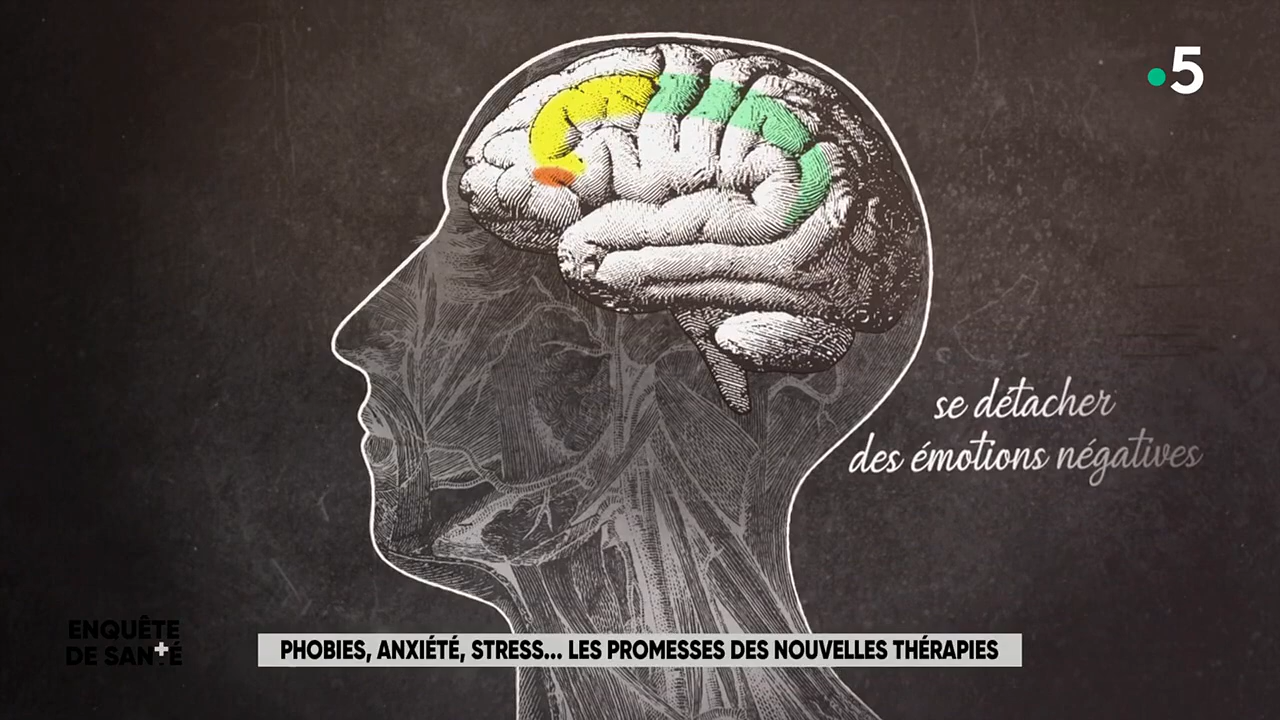 5
se détacher
des émotions négatives
ENQUÊTE
DE SANTÉ
PHOBIES, ANXIÉTÉ, STRESS... LES PROMESSES DES NOUVELLES THÉRAPIES